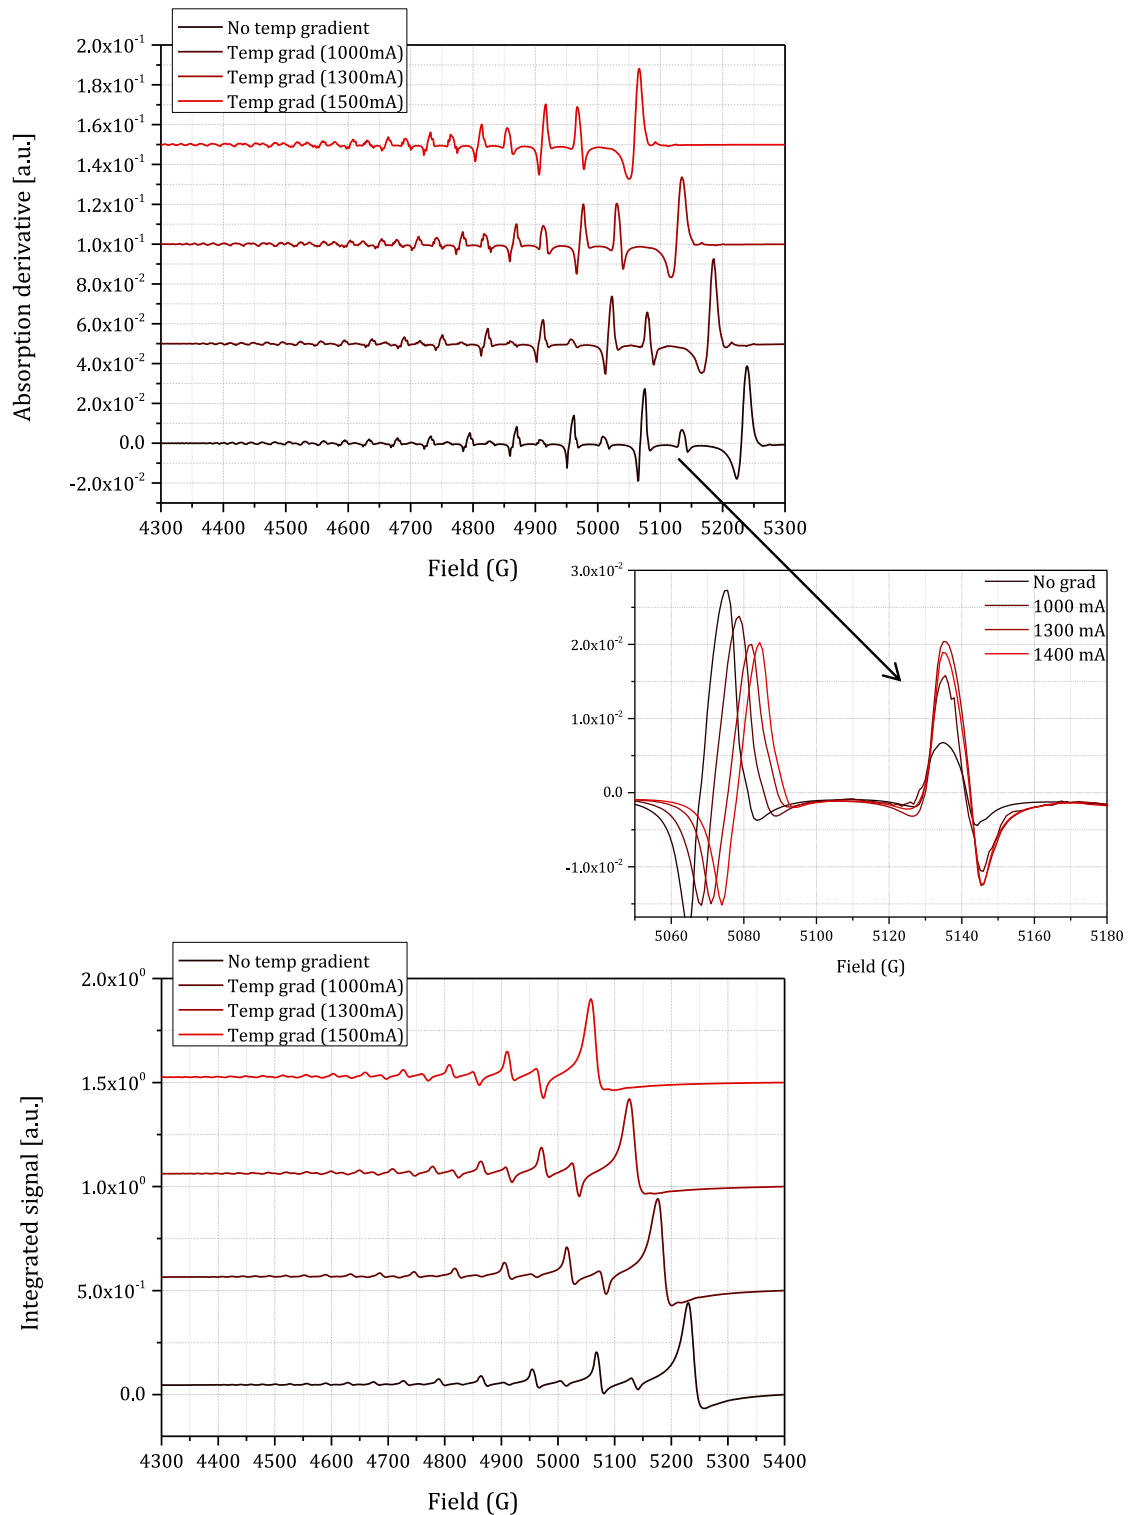 No temp gradient
Temp grad (1000mA)
Temp grad (1300mA)
Temp grad (1500mA)
2.0x10⁻¹
1.8x10⁻¹
1.6x10⁻¹
1.4x10⁻¹
1.2x10⁻¹
1.0x10⁻¹
8.0x10⁻²
6.0x10⁻²
4.0x10⁻²
2.0x10⁻²
0.0
-2.0x10⁻²
Absorption derivative [a.u.]
4300 4400 4500 4600 4700 4800 4900 5000 5100 5200 5300
Field (G)
No grad
1000 mA
1300 mA
1400 mA
3.0x10⁻²
2.0x10⁻²
1.0x10⁻²
0.0
-1.0x10⁻²
5060 5080 5100 5120 5140 5160 5180
Field (G)
No temp gradient
Temp grad (1000mA)
Temp grad (1300mA)
Temp grad (1500mA)
2.0x10⁰
1.5x10⁰
1.0x10⁰
5.0x10⁻¹
0.0
Integrated signal [a.u.]
4300 4400 4500 4600 4700 4800 4900 5000 5100 5200 5300 5400
Field (G)